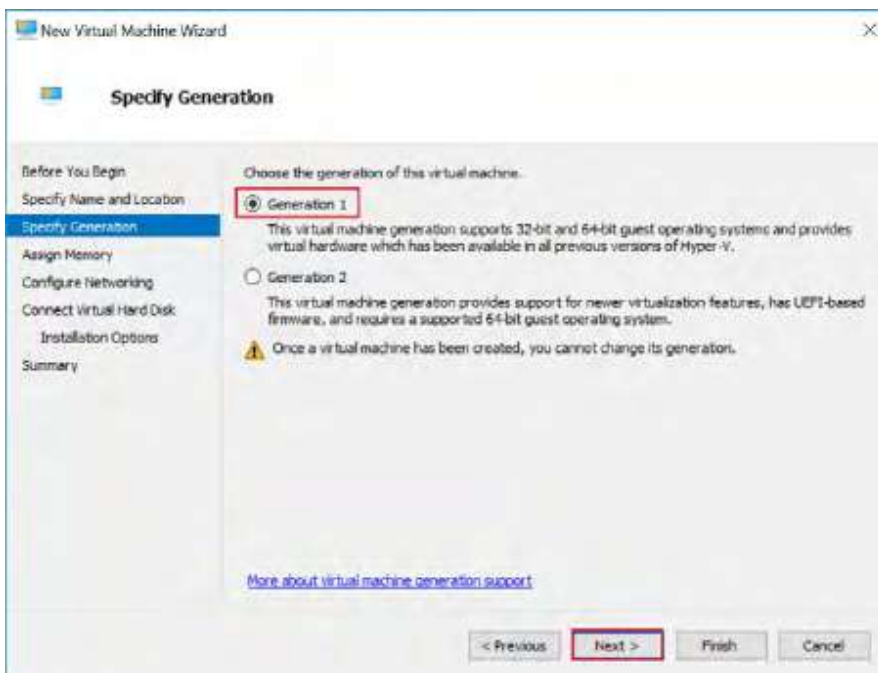 New Virtual Machine Wizard
Specify Generation
Before You Begin
Specify Name and Location
Specify Generation
Assign Memory
Configure Networking
Connect Virtual Hard Disk
Installation Options
Summary
Choose the generation of this virtual machine.
Generation 1
This virtual machine generation supports 32-bit and 64-bit guest operating systems and provides
virtual hardware which has been available in all previous versions of Hyper-V.
Generation 2
This virtual machine generation provides support for newer virtualization features, has UEFI-based
firmware, and requires a supported 64-bit guest operating system.
Once a virtual machine has been created, you cannot change its generation.
More about virtual machine generation support
< Previous
Next >
Finish
Cancel